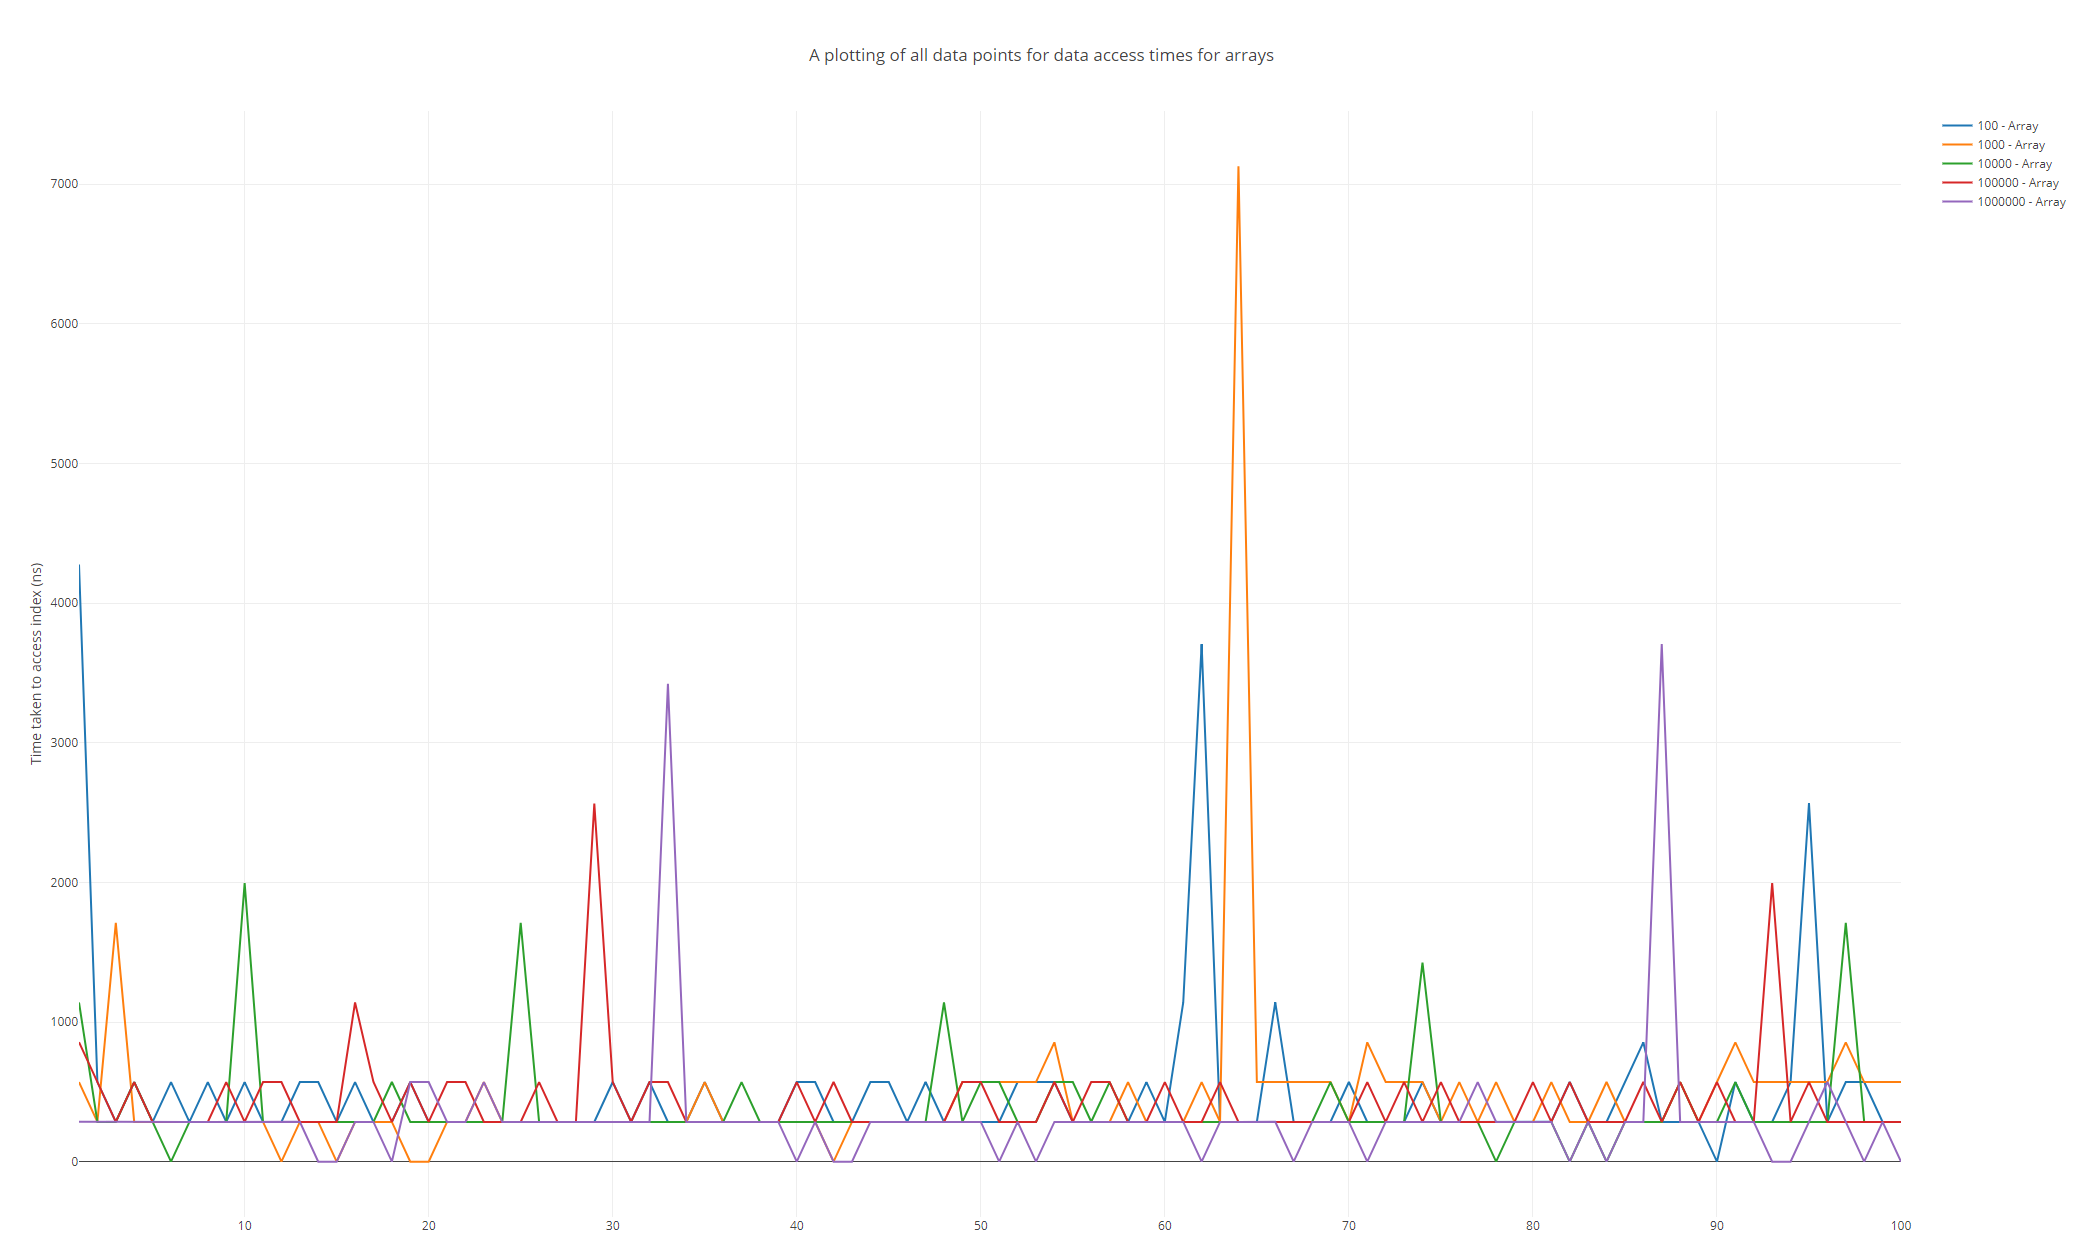 A plotting of all data points for data access times for arrays
100 - Array
1000 - Array
10000 - Array
100000 - Array
1000000 - Array
Time taken to access index (ns)
7000
6000
5000
4000
3000
2000
1000
0
10 20 30 40 50 60 70 80 90 100